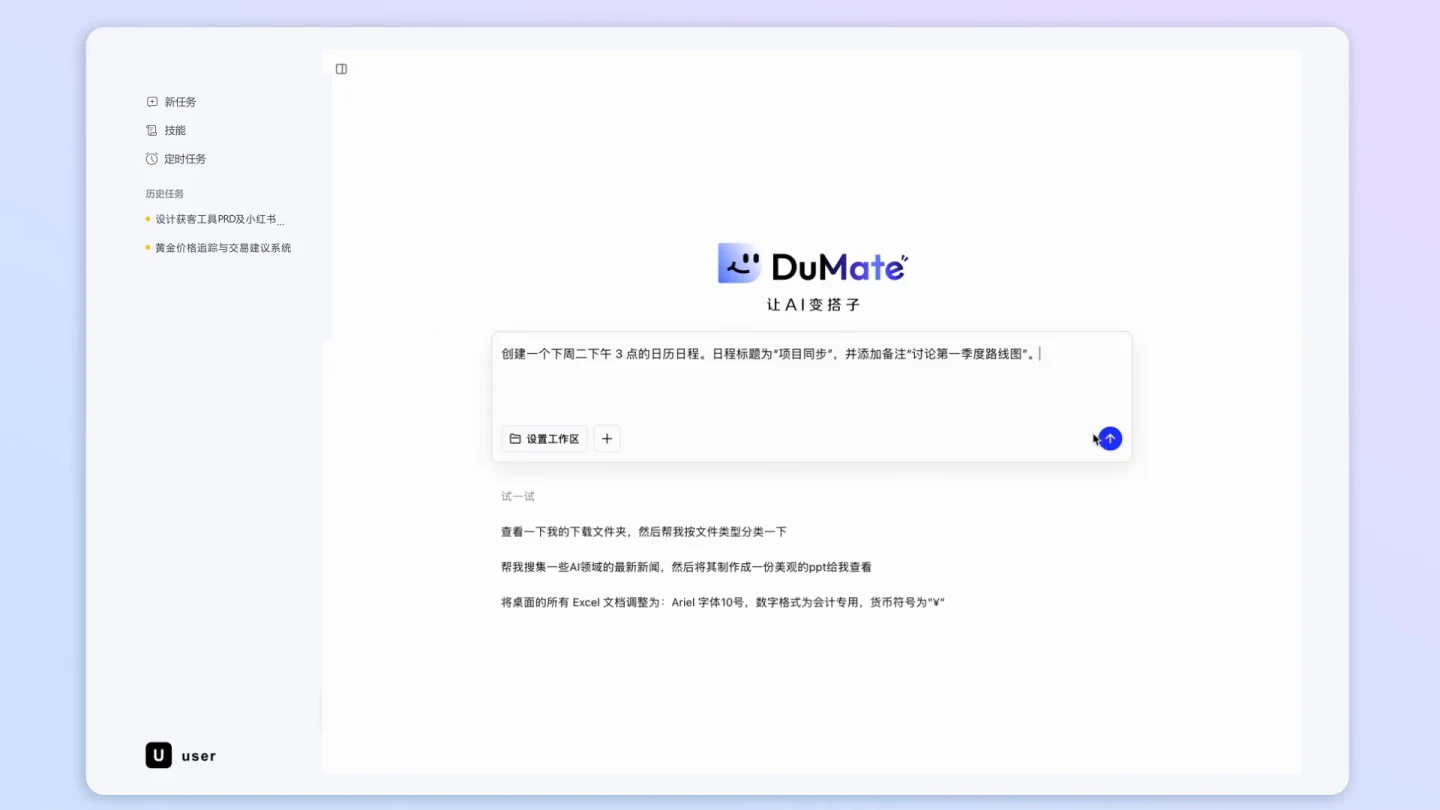 新任务
技能
定时任务
历史任务
设计获客工具PRD及小红书...
黄金价格追踪与交易建议系统
DuMate
让AI变搭子
创建一个下周二下午 3 点的日历日程。日程标题为“项目同步”，并添加备注“讨论第一季度路线图”。
设置工作区
试一试
查看一下我的下载文件夹，然后帮我按文件类型分类一下
帮我搜集一些AI领域的最新新闻，然后将其制作成一份美观的ppt给我查看
将桌面的所有 Excel 文档调整为：Ariel 字体10号，数字格式为会计专用，货币符号为"¥"
U user